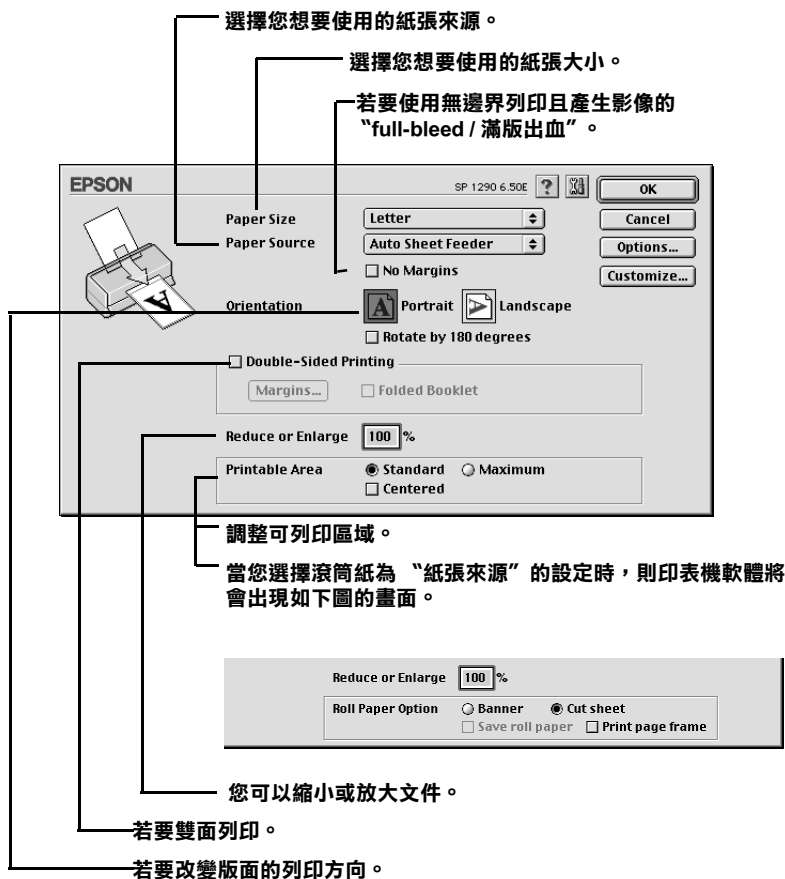 選擇您想要使用的紙張來源。
選擇您想要使用的紙張大小。
若要使用無邊界列印且產生影像的
〝full-bleed / 滿版出血〞。
EPSON
SP 1290 6.50E ?
OK
Paper Size Letter
Cancel
Paper Source Auto Sheet Feeder
Options...
No Margins
Customize...
Orientation A Portrait A Landscape
A
Rotate by 180 degrees
Double-Sided Printing
Margins... Folded Booklet
Reduce or Enlarge 100 %
Printable Area Standard Maximum
Centered
調整可列印區域。
當您選擇滾筒紙為 〝紙張來源〞的設定時，則印表機軟體將
會出現如下圖的畫面。
Reduce or Enlarge 100 %
Roll Paper Option Banner Cut sheet
Save roll paper Print page frame
您可以縮小或放大文件。
若要雙面列印。
若要改變版面的列印方向。